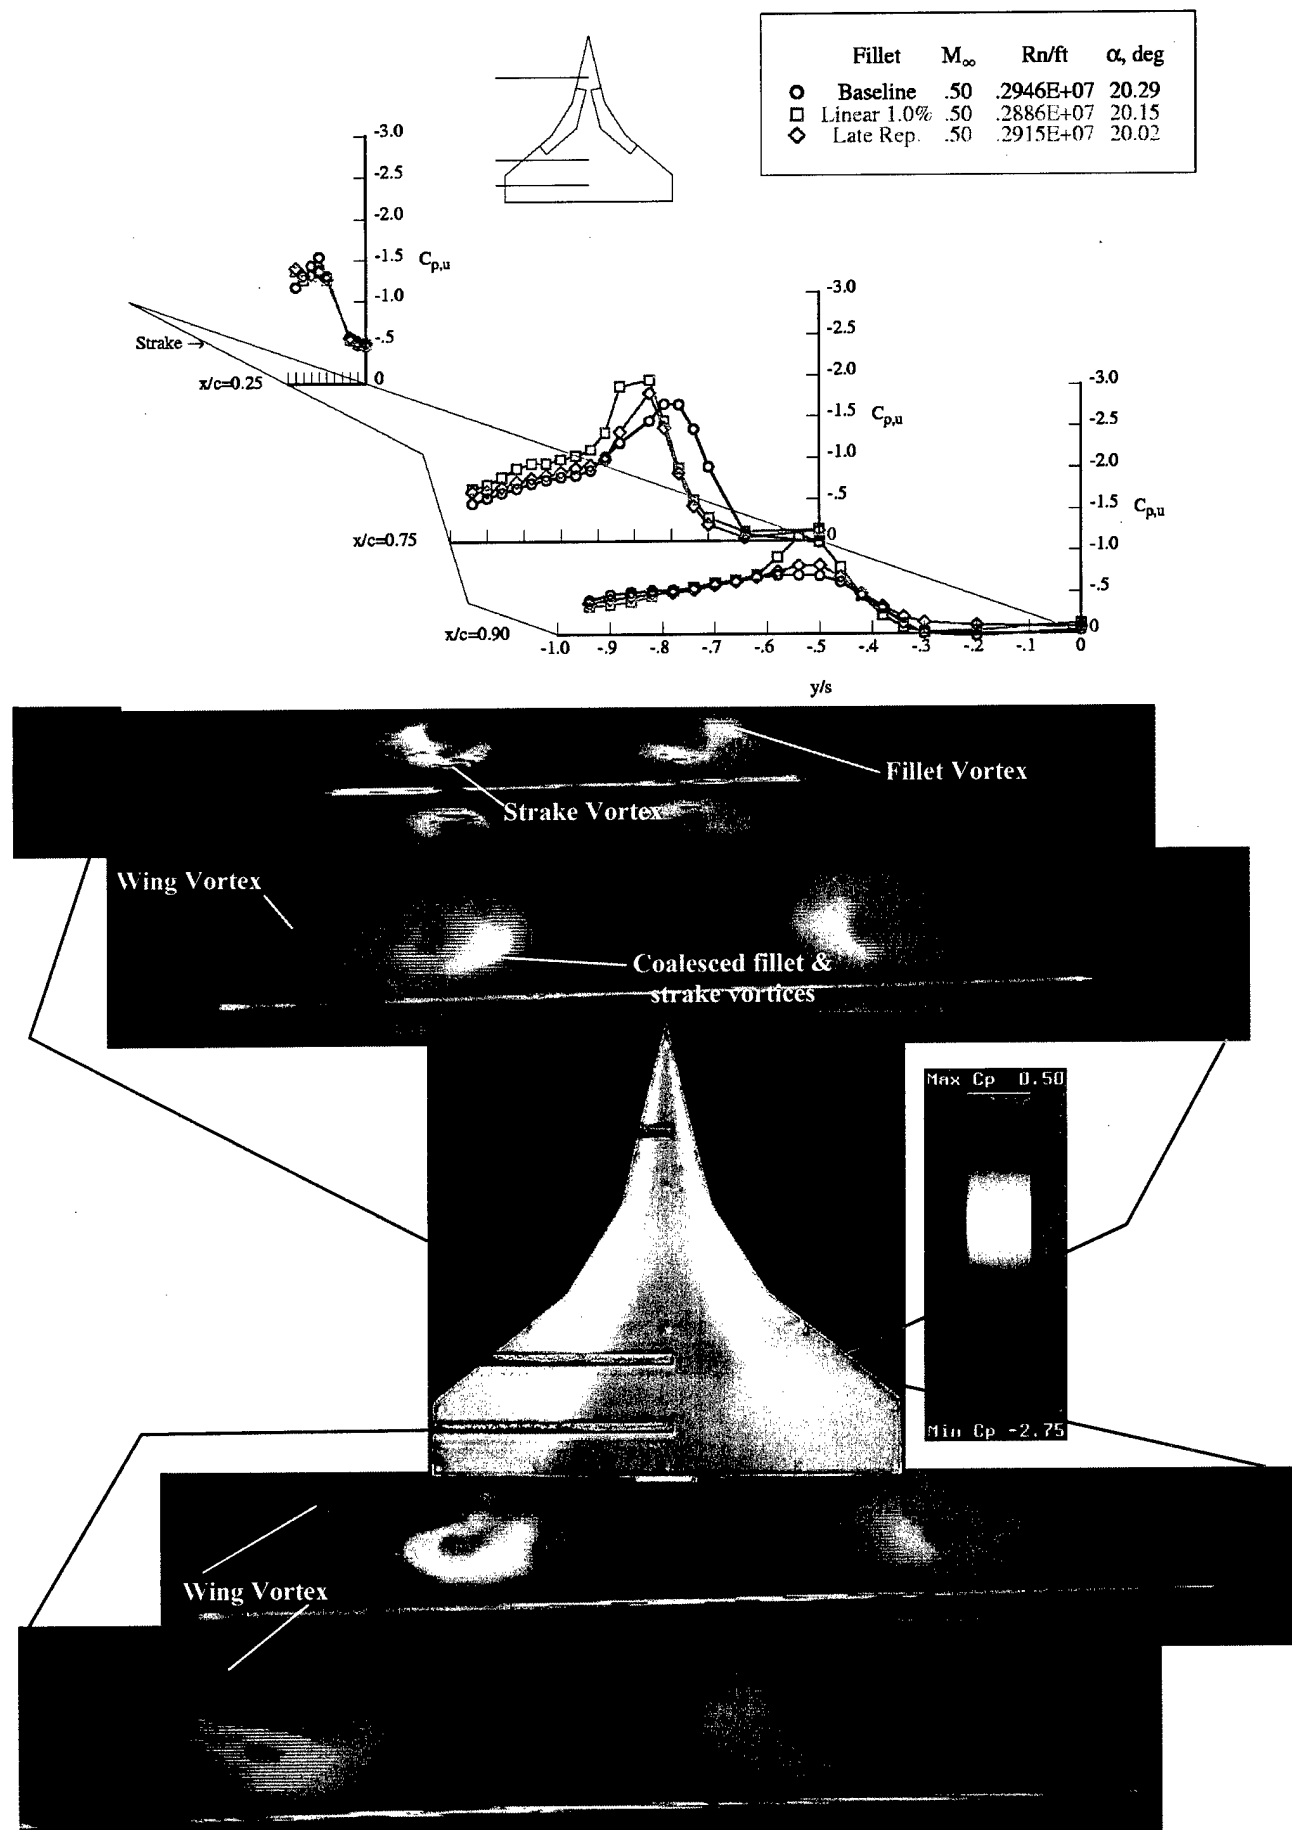 Fillet M∞ Rn/ft α, deg
Baseline .50 .2946E+07 20.29
Linear 1.0% .50 .2886E+07 20.15
Late Rep. .50 .2915E+07 20.02
-3.0
-2.5
-2.0
-1.5
Cp,u
-1.0
-.5
0
Strake →
x/c=0.25
-3.0
-2.5
-2.0
-1.5
Cp,u
-1.0
-.5
0
x/c=0.75
-3.0
-2.5
-2.0
-1.5
Cp,u
-1.0
-.5
0
x/c=0.90
-1.0 -.9 -.8 -.7 -.6 -.5 -.4 -.3 -.2 -.1 0
y/s
Fillet Vortex
Strake Vortex
Wing Vortex
Coalesced fillet &
strake vortices
Max Cp 0.50
Min Cp -2.75
Wing Vortex